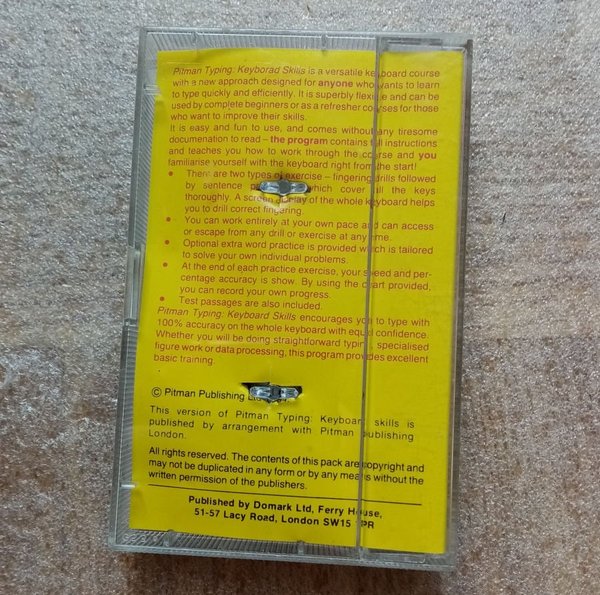 Pitman Typing: Keyborad Skills is a versatile keyboard course
with a new approach designed for anyone who wants to learn
to type quickly and efficiently. It is superbly flexible and can be
used by complete beginners or as a refresher courses for those
who want to improve their skills.
It is easy and fun to use, and comes without any tiresome
documenation to read – the program contains full instructions
and teaches you how to work through the course and you
familiarise yourself with the keyboard right from the start!
• There are two types of exercise – fingering drills followed
by sentence which cover all the keys
thoroughly. A screen display of the whole keyboard helps
you to drill correct fingering.
• You can work entirely at your own pace and can access
or escape from any drill or exercise at any time.
• Optional extra word practice is provided which is tailored
to solve your own individual problems.
• At the end of each practice exercise, your speed and per-
centage accuracy is show. By using the chart provided,
you can record your own progress.
• Test passages are also included.
Pitman Typing: Keyboard Skills encourages you to type with
100% accuracy on the whole keyboard with equal confidence.
Whether you will be doing straightforward typing, specialised
figure work or data processing, this program provides excellent
basic training.
© Pitman Publishing
This version of Pitman Typing: Keyboard skills is
published by arrangement with Pitman publishing
London.
All rights reserved. The contents of this pack are copyright and
may not be duplicated in any form or by any means without the
written permission of the publishers.
Published by Domark Ltd, Ferry House,
51-57 Lacy Road, London SW15 1PR